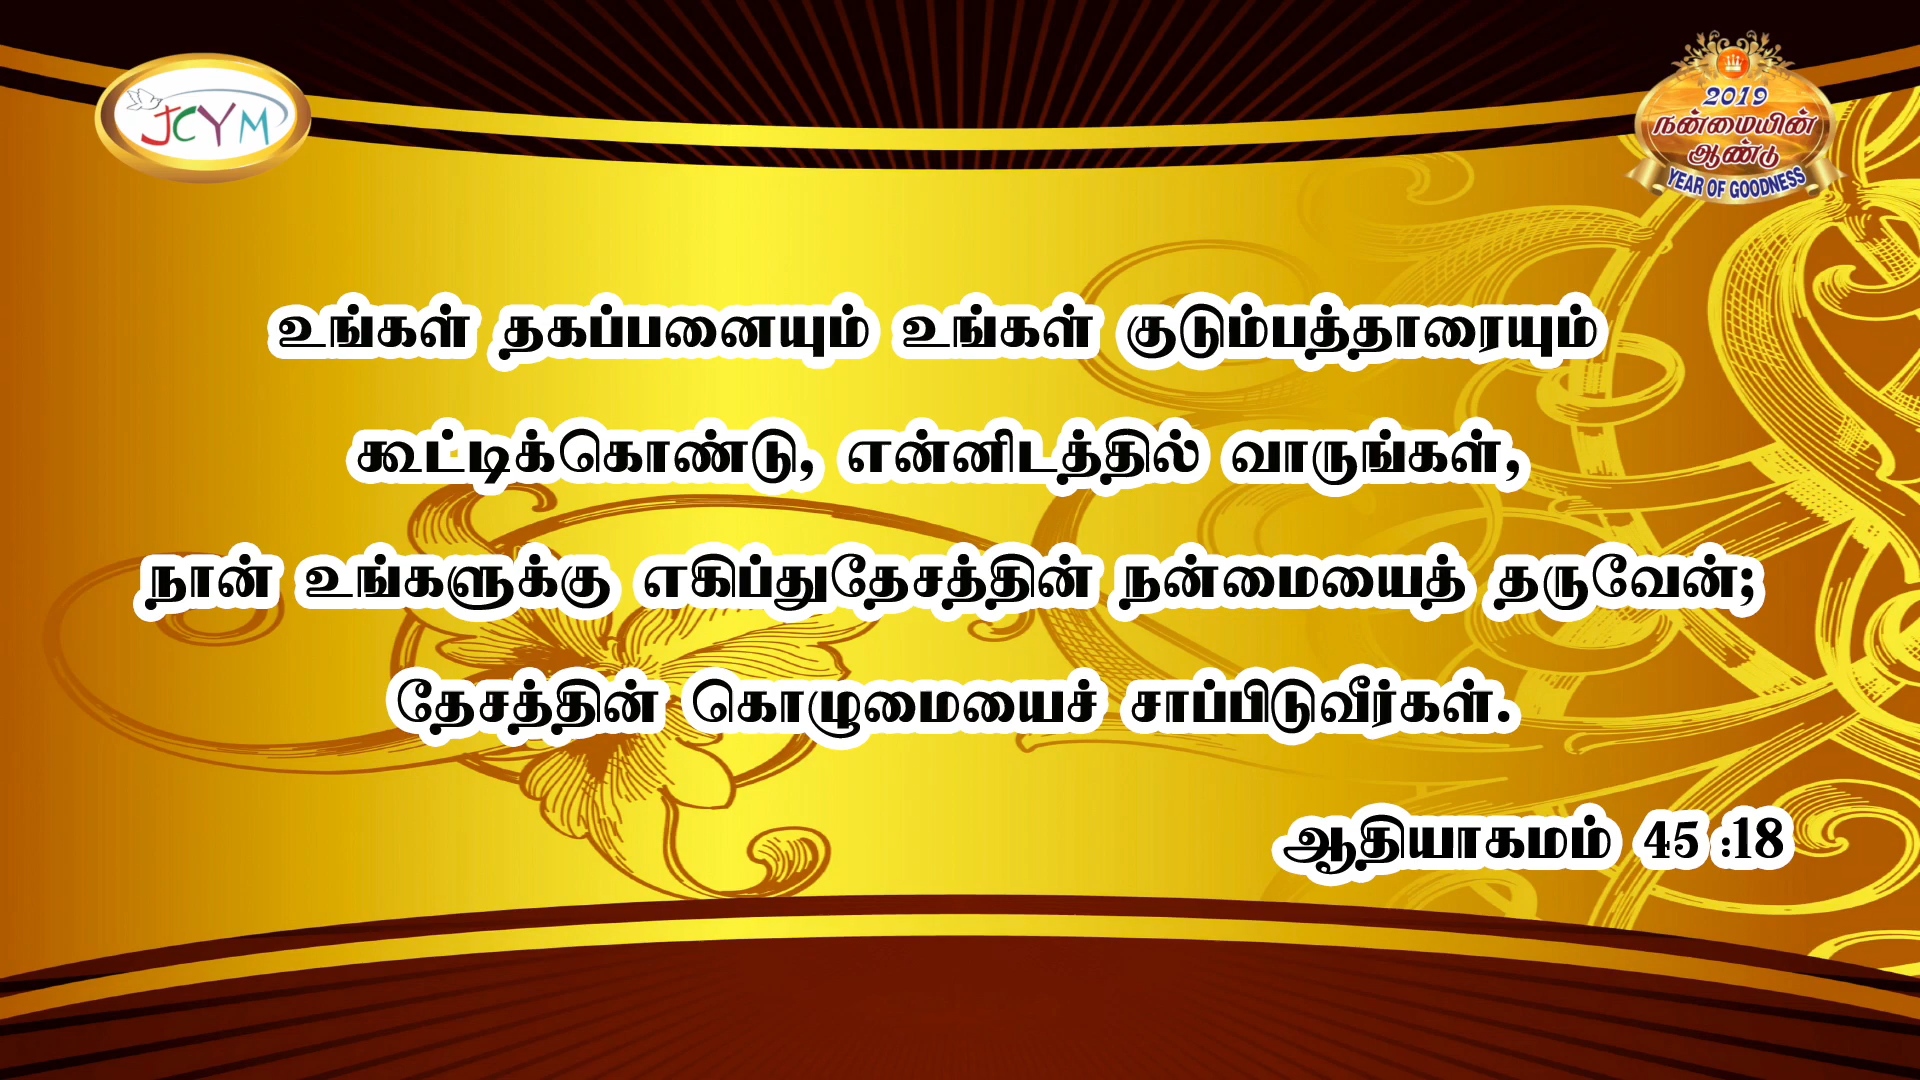 JCYM
2019
நன்மையின்
ஆண்டு
YEAR OF GOODNESS
உங்கள் தகப்பனையும் உங்கள் குடும்பத்தாரையும்
கூட்டிக்கொண்டு, என்னிடத்தில் வாருங்கள்,
நான் உங்களுக்கு எகிப்துதேசத்தின் நன்மையைத் தருவேன்;
தேசத்தின் கொழுமையைச் சாப்பிடுவீர்கள்.
ஆதியாகமம் 45 :18